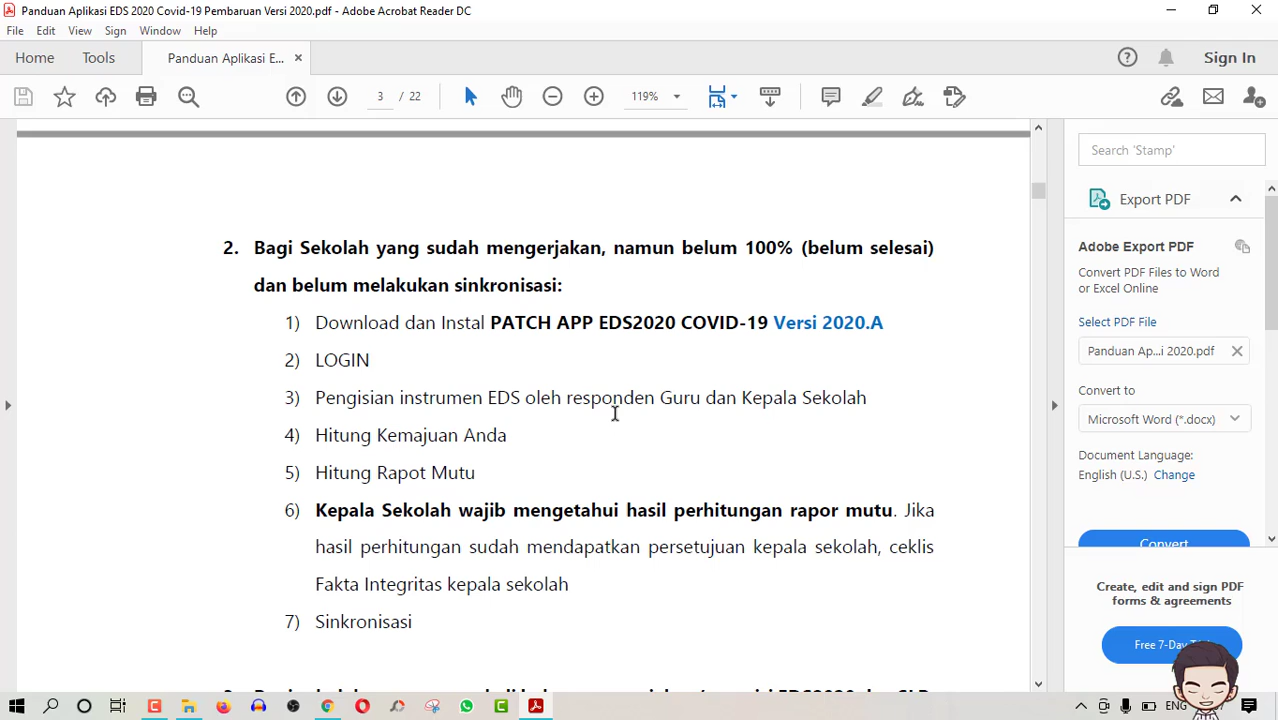 Panduan Aplikasi EDS 2020 Covid-19 Pembaruan Versi 2020.pdf - Adobe Acrobat Reader DC
File Edit View Sign Window Help
Home Tools Panduan Aplikasi E... Sign In
3 / 22 119%
Search 'Stamp'
Export PDF
Adobe Export PDF
Convert PDF Files to Word
or Excel Online
Select PDF File
Panduan Ap...i 2020.pdf
Convert to
Microsoft Word (*.docx)
Document Language:
English (U.S.) Change
Convert
Create, edit and sign PDF
forms & agreements
Free 7-Day
2. Bagi Sekolah yang sudah mengerjakan, namun belum 100% (belum selesai)
dan belum melakukan sinkronisasi:
1) Download dan Instal PATCH APP EDS2020 COVID-19 Versi 2020.A
2) LOGIN
3) Pengisian instrumen EDS oleh responden Guru dan Kepala Sekolah
4) Hitung Kemajuan Anda
5) Hitung Rapot Mutu
6) Kepala Sekolah wajib mengetahui hasil perhitungan rapor mutu. Jika
hasil perhitungan sudah mendapatkan persetujuan kepala sekolah, ceklis
Fakta Integritas kepala sekolah
7) Sinkronisasi
ENG